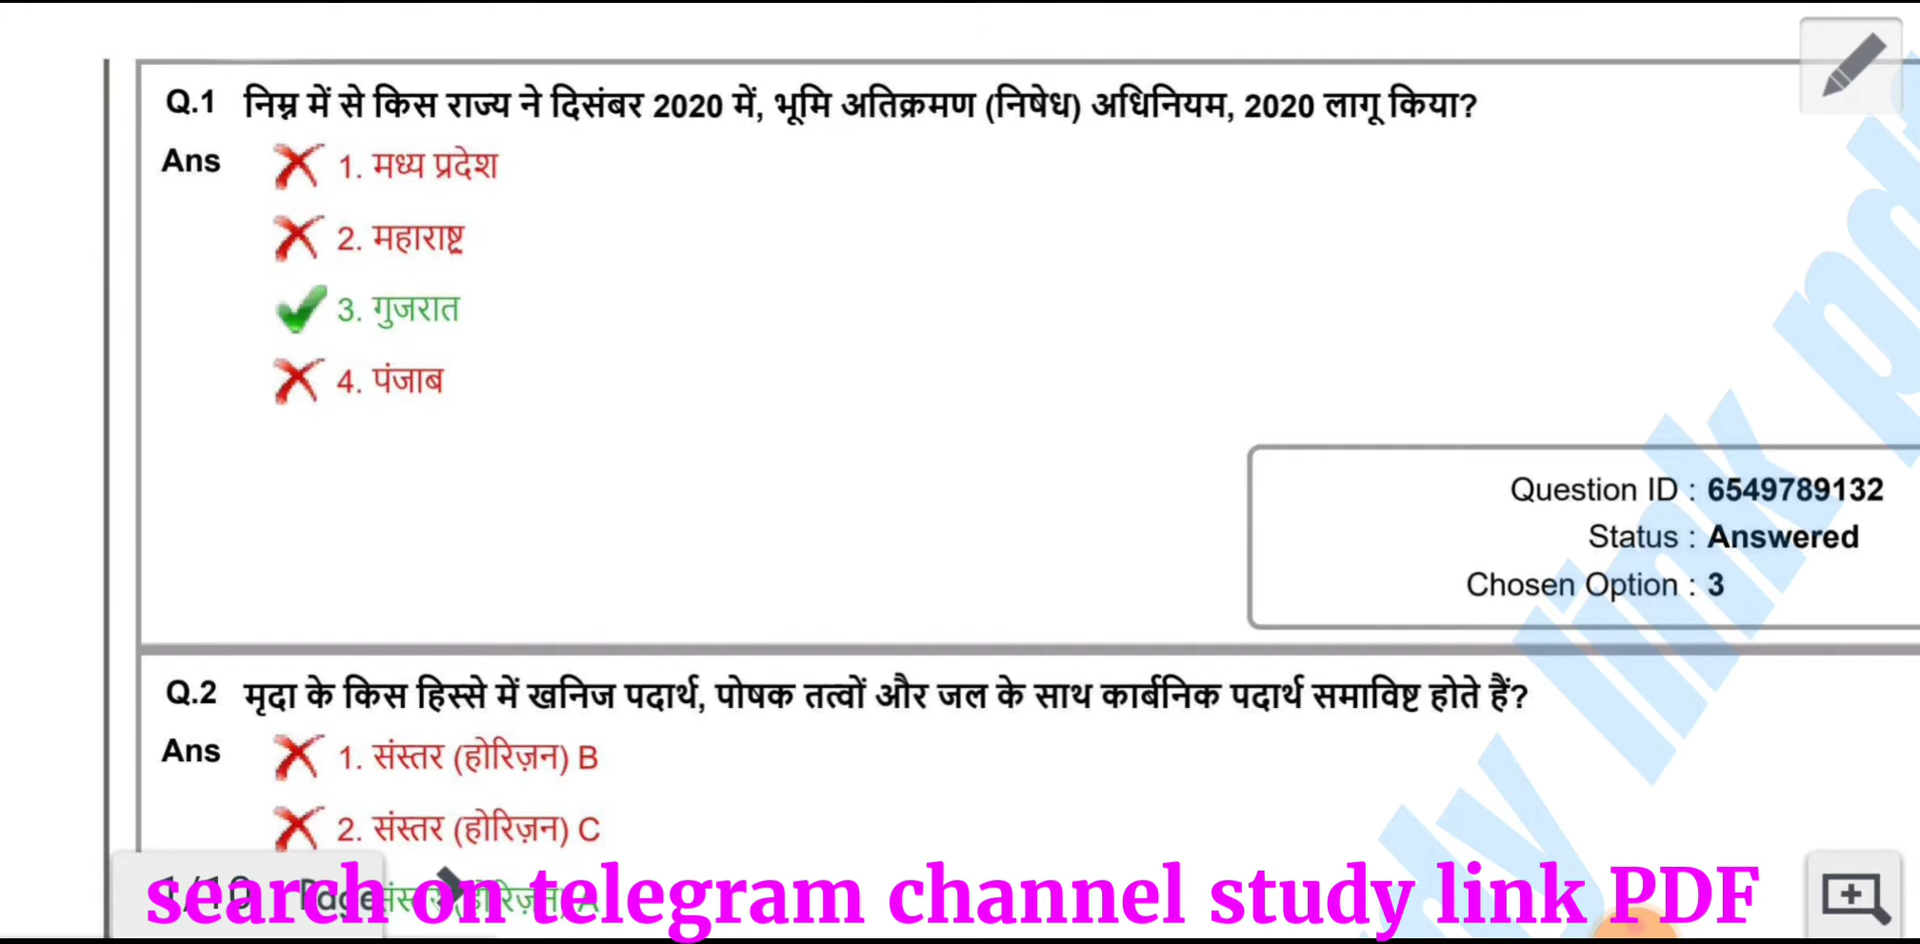 Q.1 निम्न में से किस राज्य ने दिसंबर 2020 में, भूमि अतिक्रमण (निषेध) अधिनियम, 2020 लागू किया?
Ans 1. मध्य प्रदेश
2. महाराष्ट्र
3. गुजरात
4. पंजाब
Question ID : 6549789132
Status : Answered
Chosen Option : 3
Q.2 मृदा के किस हिस्से में खनिज पदार्थ, पोषक तत्वों और जल के साथ कार्बनिक पदार्थ समाविष्ट होते हैं?
Ans 1. संस्तर (होरिज़न) B
2. संस्तर (होरिज़न) C
search on telegram channel study link PDF
link pd